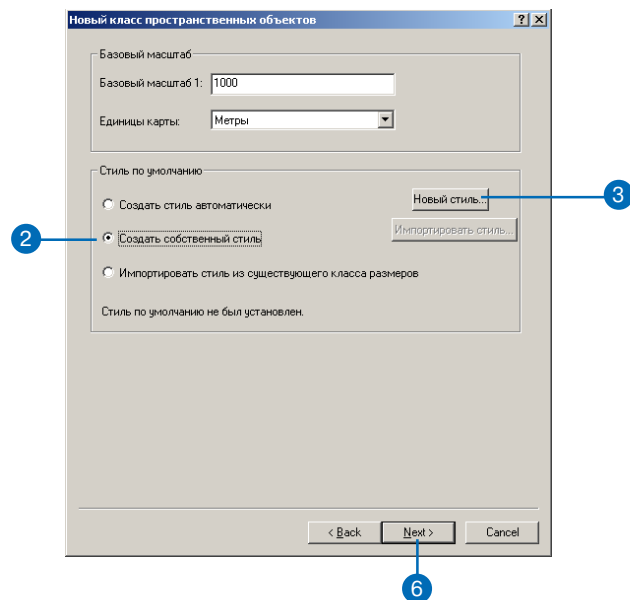 Новый класс пространственных объектов
Базовый масштаб
Базовый масштаб 1: 1000
Единицы карты: Метры
Стиль по умолчанию
Создать стиль автоматически
Новый стиль...
3
2
Создать собственный стиль
Импортировать стиль...
Импортировать стиль из существующего класса размеров
Стиль по умолчанию не был установлен.
< Back
Next >
Cancel
6